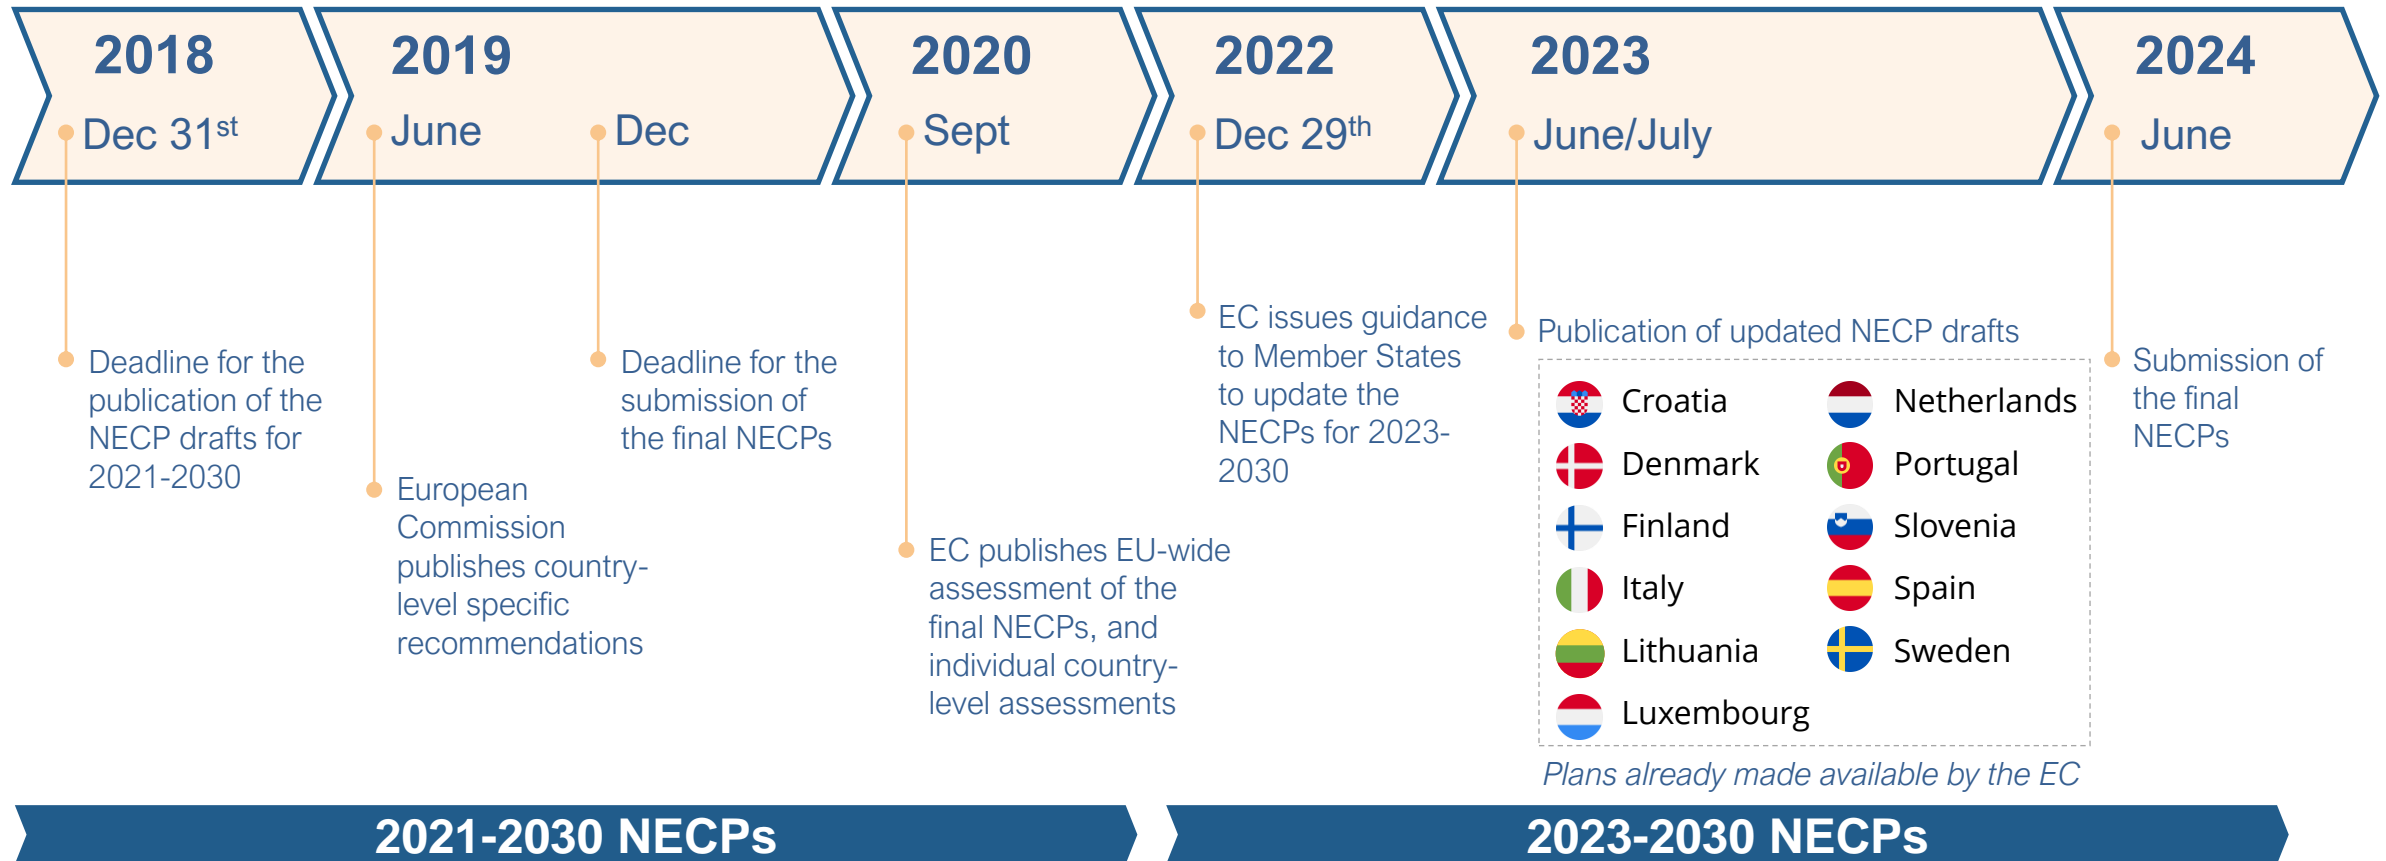 2018
Dec 31st
2019
June
Dec
2020
Sept
2022
Dec 29th
2023
June/July
2024
June
Deadline for the
publication of the
NECP drafts for
2021-2030
European
Commission
publishes country-
level specific
recommendations
Deadline for the
submission of
the final NECPs
EC publishes EU-wide
assessment of the
final NECPs, and
individual country-
level assessments
EC issues guidance
to Member States
to update the
NECPs for 2023-
2030
Publication of updated NECP drafts
Croatia
Denmark
Finland
Italy
Lithuania
Luxembourg
Netherlands
Portugal
Slovenia
Spain
Sweden
Plans already made available by the EC
Submission of
the final
NECPs
2021-2030 NECPs
2023-2030 NECPs